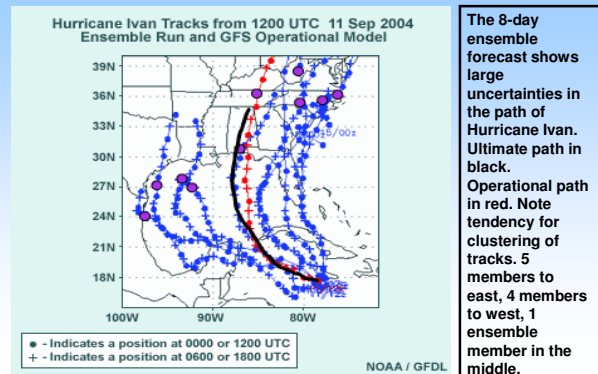 Hurricane Ivan Tracks from 1200 UTC 11 Sep 2004
Ensemble Run and GFS Operational Model
39N
36N
33N
30N
27N
24N
21N
18N
100W
90W
80W
15/00z
● - Indicates a position at 0000 or 1200 UTC
+ - Indicates a position at 0600 or 1800 UTC
NOAA / GFDL
The 8-day
ensemble
forecast shows
large
uncertainties in
the path of
Hurricane Ivan.
Ultimate path in
black.
Operational path
in red. Note
tendency for
clustering of
tracks. 5
members to
east, 4 members
to west, 1
ensemble
member in the
middle.